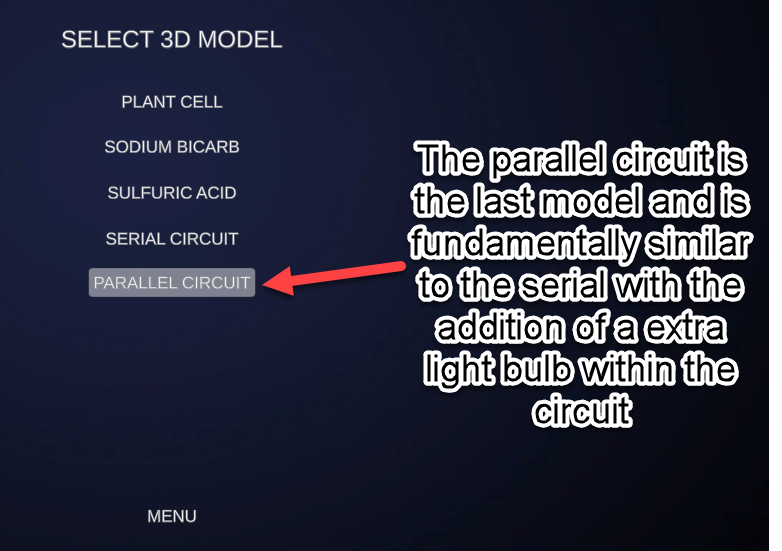 SELECT 3D MODEL
PLANT CELL
SODIUM BICARB
SULFURIC ACID
SERIAL CIRCUIT
PARALLEL CIRCUIT
MENU
The parallel circuit is
the last model and is
fundamentally similar
to the serial with the
addition of a extra
light bulb within the
circuit